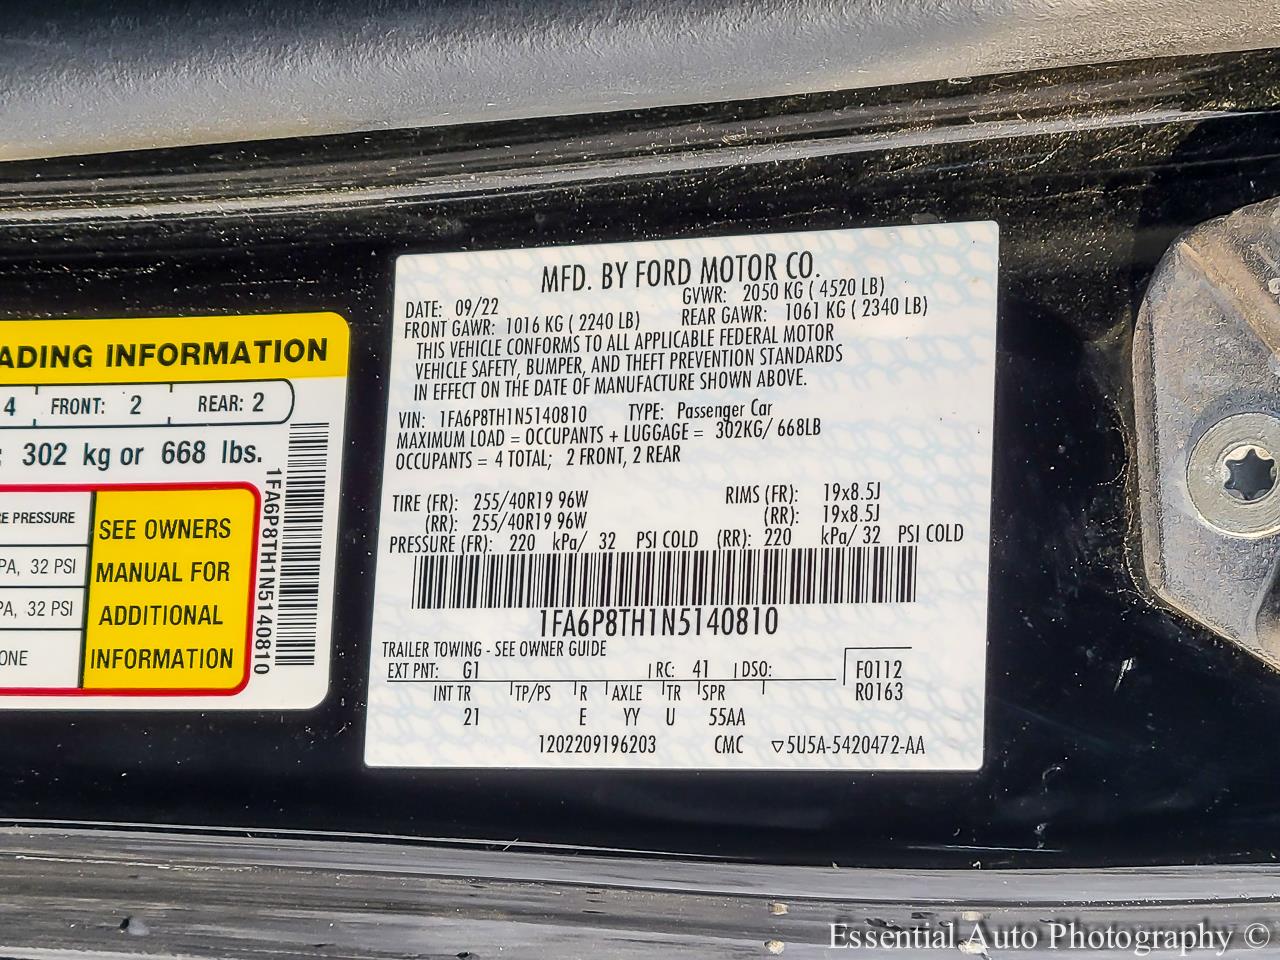 ADING INFORMATION
4 FRONT: 2 REAR: 2
: 302 kg or 668 lbs.
RE PRESSURE
PA, 32 PSI
PA, 32 PSI
ONE
SEE OWNERS
MANUAL FOR
ADDITIONAL
INFORMATION
1FA6P8TH1N5140810
MFD. BY FORD MOTOR CO.
DATE: 09/22 GVWR: 2050 KG ( 4520 LB)
FRONT GAWR: 1016 KG ( 2240 LB) REAR GAWR: 1061 KG ( 2340 LB)
THIS VEHICLE CONFORMS TO ALL APPLICABLE FEDERAL MOTOR
VEHICLE SAFETY, BUMPER, AND THEFT PREVENTION STANDARDS
IN EFFECT ON THE DATE OF MANUFACTURE SHOWN ABOVE.
VIN: 1FA6P8TH1N5140810 TYPE: Passenger Car
MAXIMUM LOAD = OCCUPANTS + LUGGAGE = 302KG/ 668LB
OCCUPANTS = 4 TOTAL; 2 FRONT, 2 REAR
TIRE (FR): 255/40R19 96W RIMS (FR): 19x8.5J
(RR): 255/40R19 96W (RR): 19x8.5J
PRESSURE (FR): 220 kPa/ 32 PSI COLD (RR): 220 kPa/ 32 PSI COLD
1FA6P8TH1N5140810
TRAILER TOWING - SEE OWNER GUIDE
EXT PNT: G1 RC: 41 DSO: F0112
INT TR TP/PS R AXLE TR SPR R0163
21 E YY U 55AA
1202209196203 CMC ▽5U5A-5420472-AA
Essential Auto Photography ©